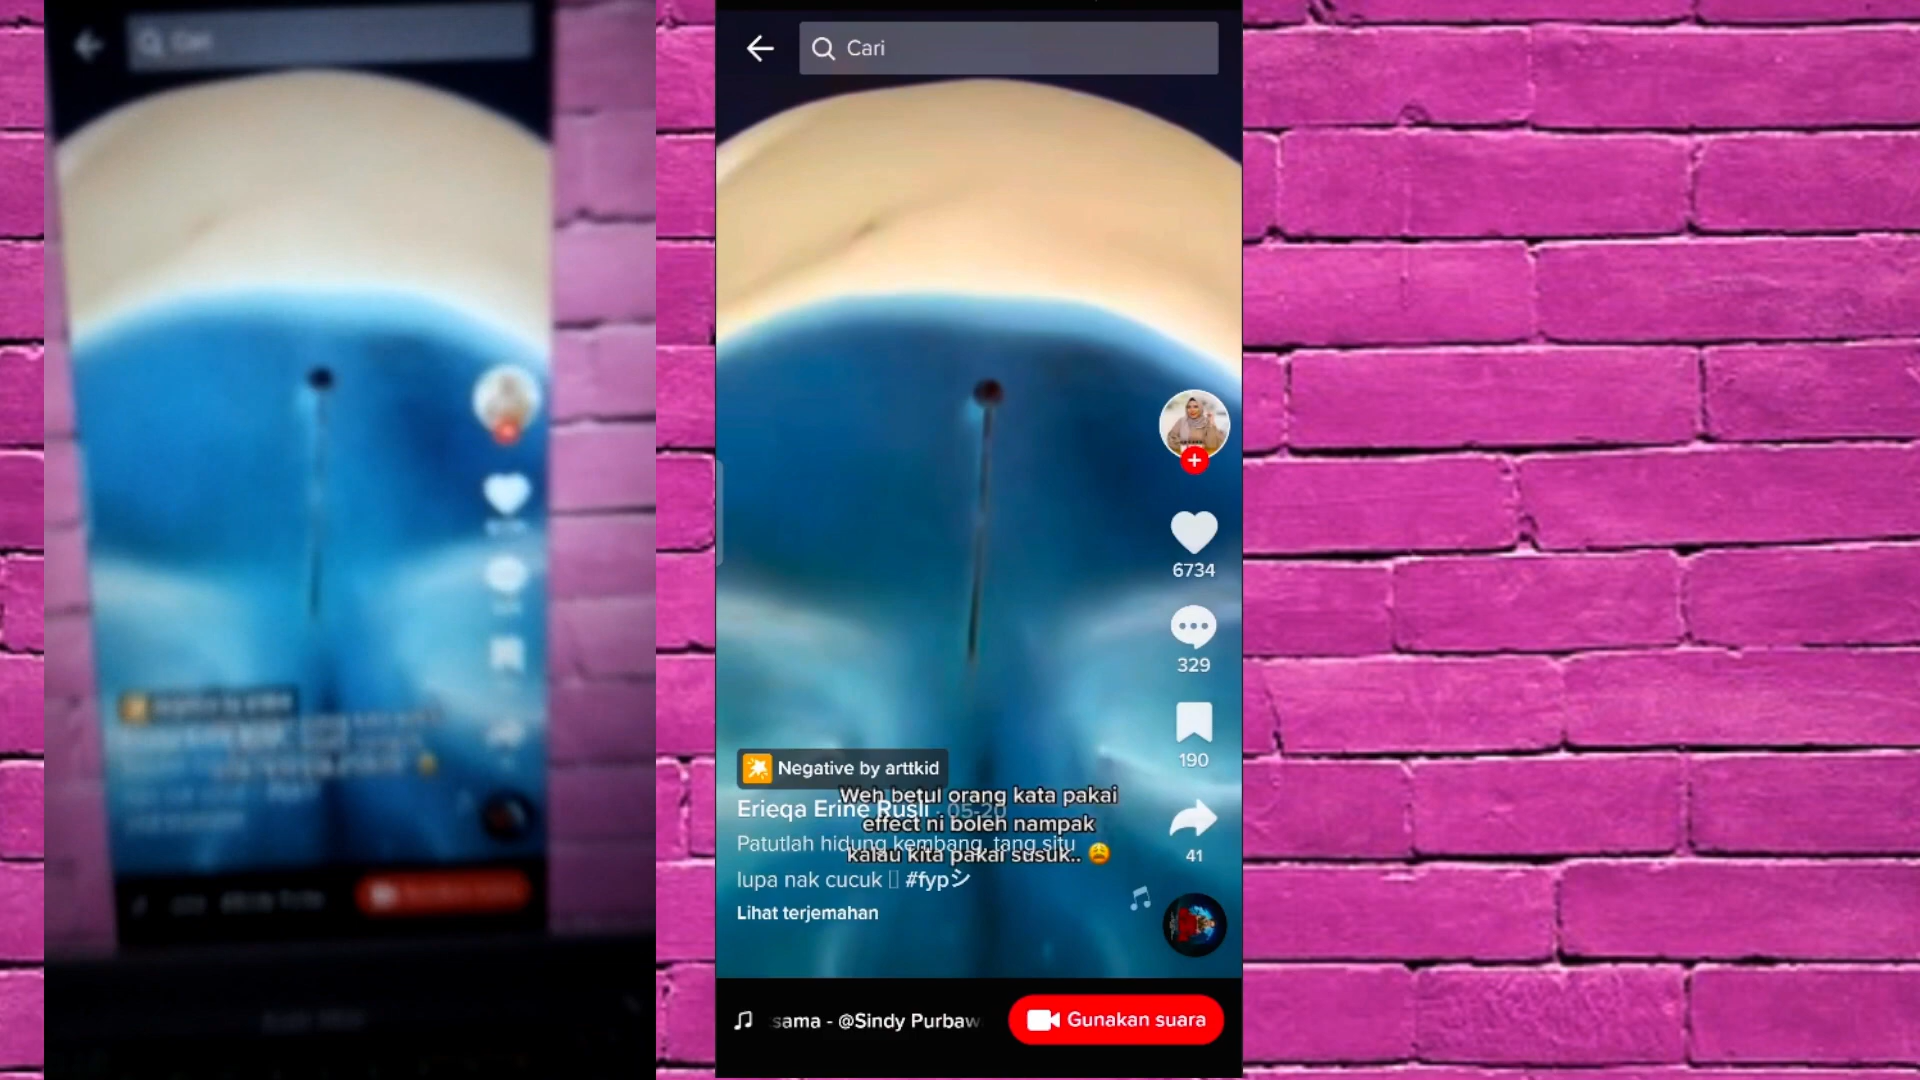 Cari
6734
329
190
Negative by arttkid
Weh betul orang kata pakai
effect ni boleh nampak
kalau kita pakai susuk.. 😩
Erieqa Erine Rusli · 05-20
Patutlah hidung kembang, tang situ
lupa nak cucuk ▯ #fypシ
Lihat terjemahan
41
sama - @Sindy Purbaw
Gunakan suara